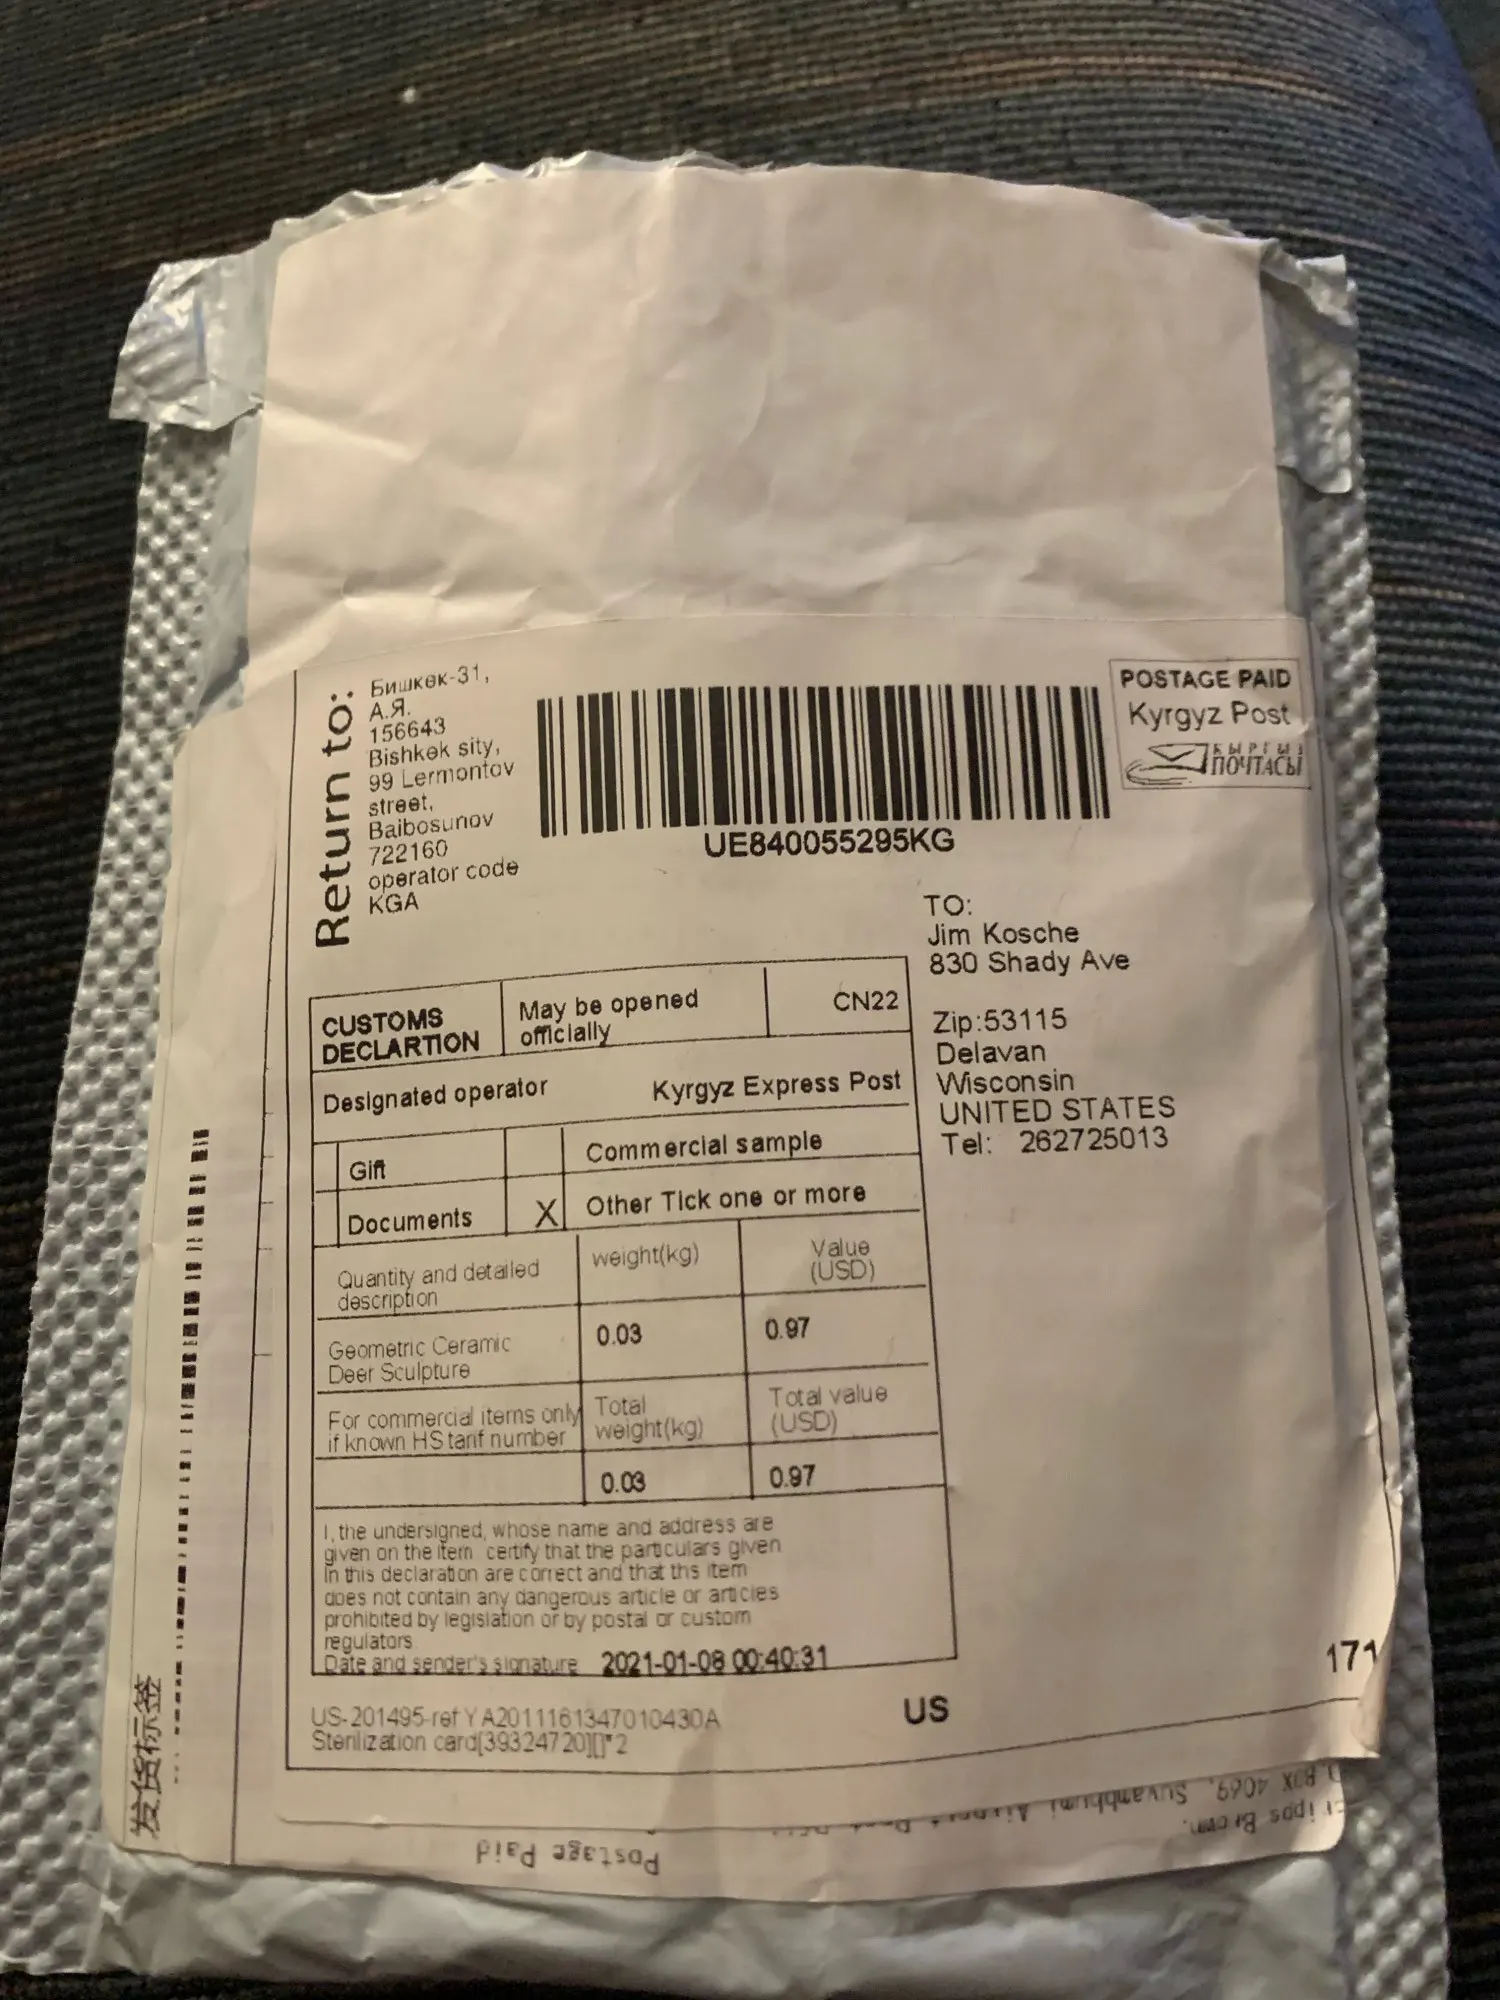 Return to:
Бишкек-31,
А.Я.
156643
Bishkek sity,
99 Lermontov
street,
Baibosunov
722160
operator code
KGA
UE840055295KG
POSTAGE PAID
Kyrgyz Post
КЫРГЫЗ
ПОЧТАСЫ
TO:
Jim Kosche
830 Shady Ave
Zip:53115
Delavan
Wisconsin
UNITED STATES
Tel: 262725013
CUSTOMS
DECLARTION
May be opened
officially
CN22
Designated operator Kyrgyz Express Post
Gift
Commercial sample
Documents X Other Tick one or more
Quantity and detailed
description
weight(kg)
Value
(USD)
Geometric Ceramic
Deer Sculpture
0.03 0.97
For commercial items only
if known HS tarif number
Total
weight(kg)
Total value
(USD)
0.03 0.97
I, the undersigned, whose name and address are
given on the item certify that the particulars given
in this declaration are correct and that ths item
does not contain any dangerous article or articles
prohibited by legislation or by postal or custom
regulators
Date and sender's signature 2021-01-08 00:40:31
171
US-201495-ref YA2011161347010430A
US
Sterilization card[39324720][]*2
发货标签
Brown,
BOX 4069, Suvanbhumi Airport
Postage Paid